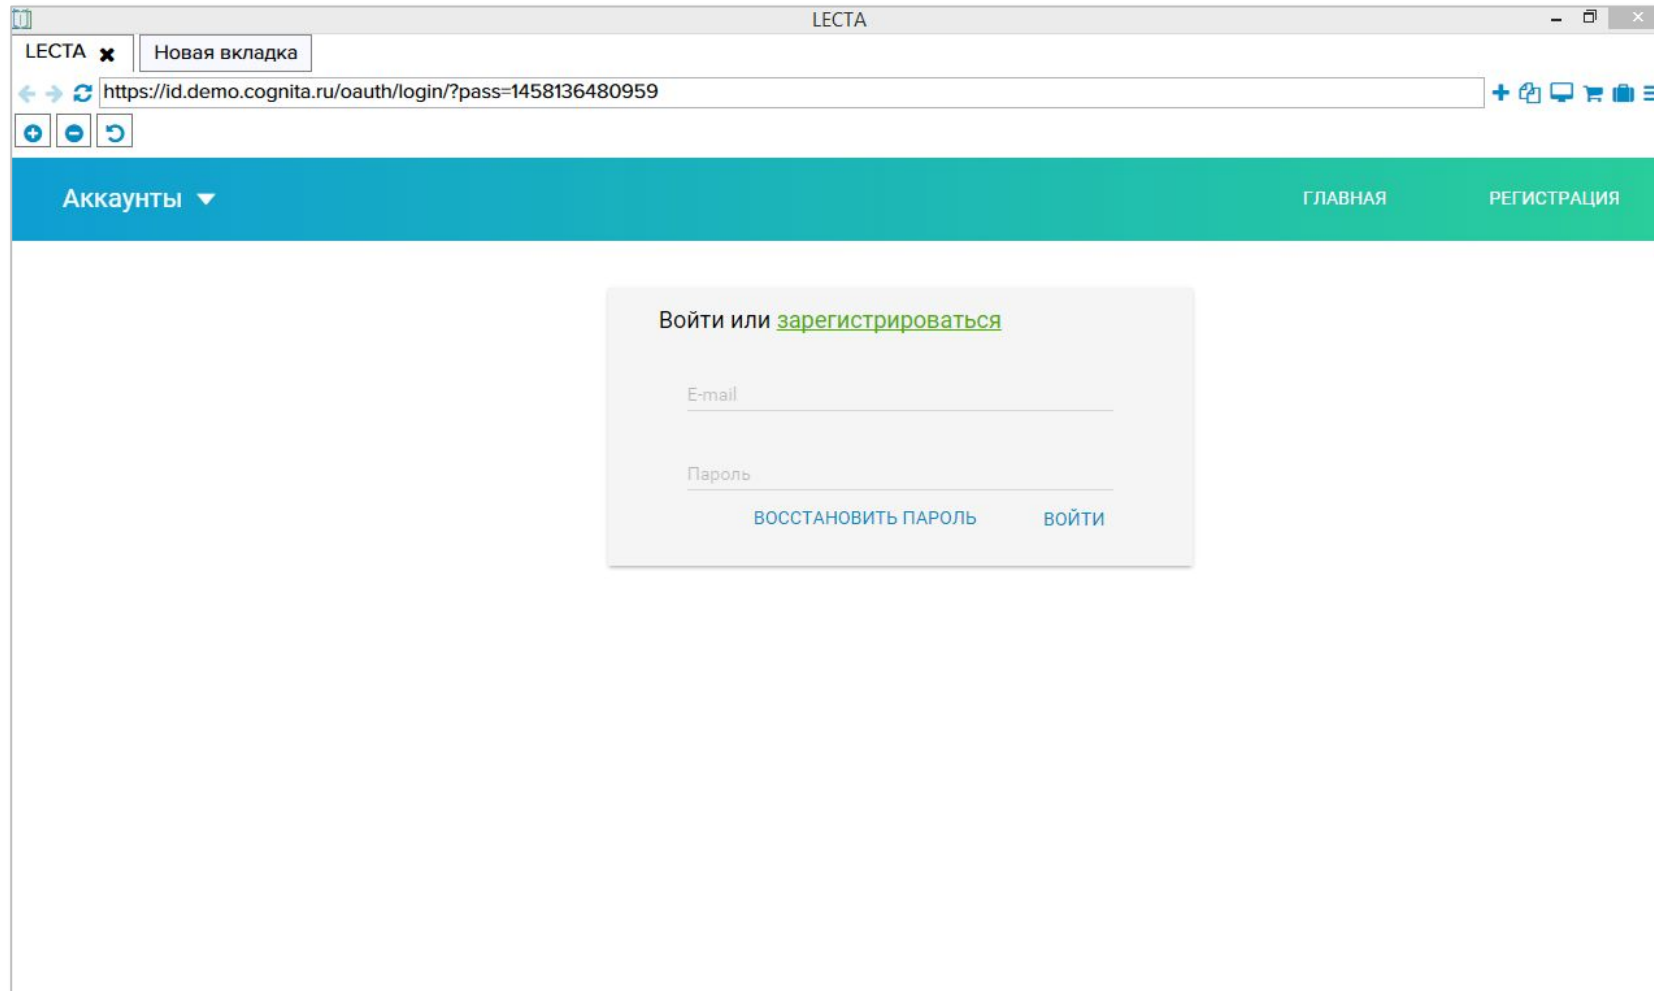 LECTA
LECTA
Новая вкладка
https://id.demo.cognita.ru/oauth/login/?pass=1458136480959
Аккаунты
ГЛАВНАЯ
РЕГИСТРАЦИЯ
Войти или зарегистрироваться
E-mail
Пароль
ВОССТАНОВИТЬ ПАРОЛЬ
ВОЙТИ